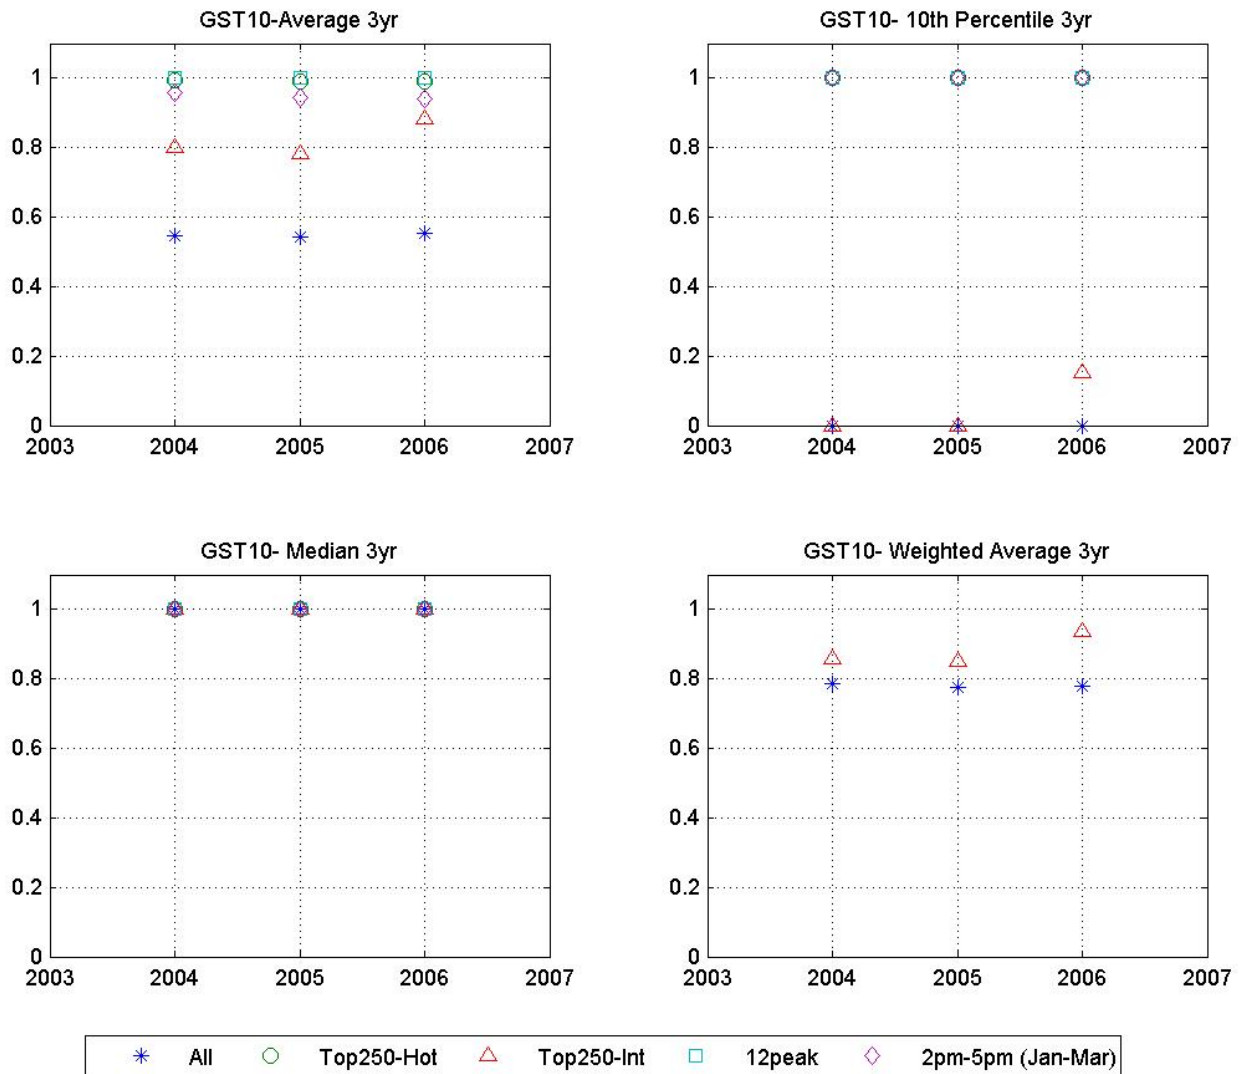 GST10-Average 3yr
1
0.8
0.6
0.4
0.2
0
2003 2004 2005 2006 2007
GST10- 10th Percentile 3yr
1
0.8
0.6
0.4
0.2
0
2003 2004 2005 2006 2007
GST10- Median 3yr
1
0.8
0.6
0.4
0.2
0
2003 2004 2005 2006 2007
GST10- Weighted Average 3yr
1
0.8
0.6
0.4
0.2
0
2003 2004 2005 2006 2007
All Top250-Hot Top250-Int 12peak 2pm-5pm (Jan-Mar)